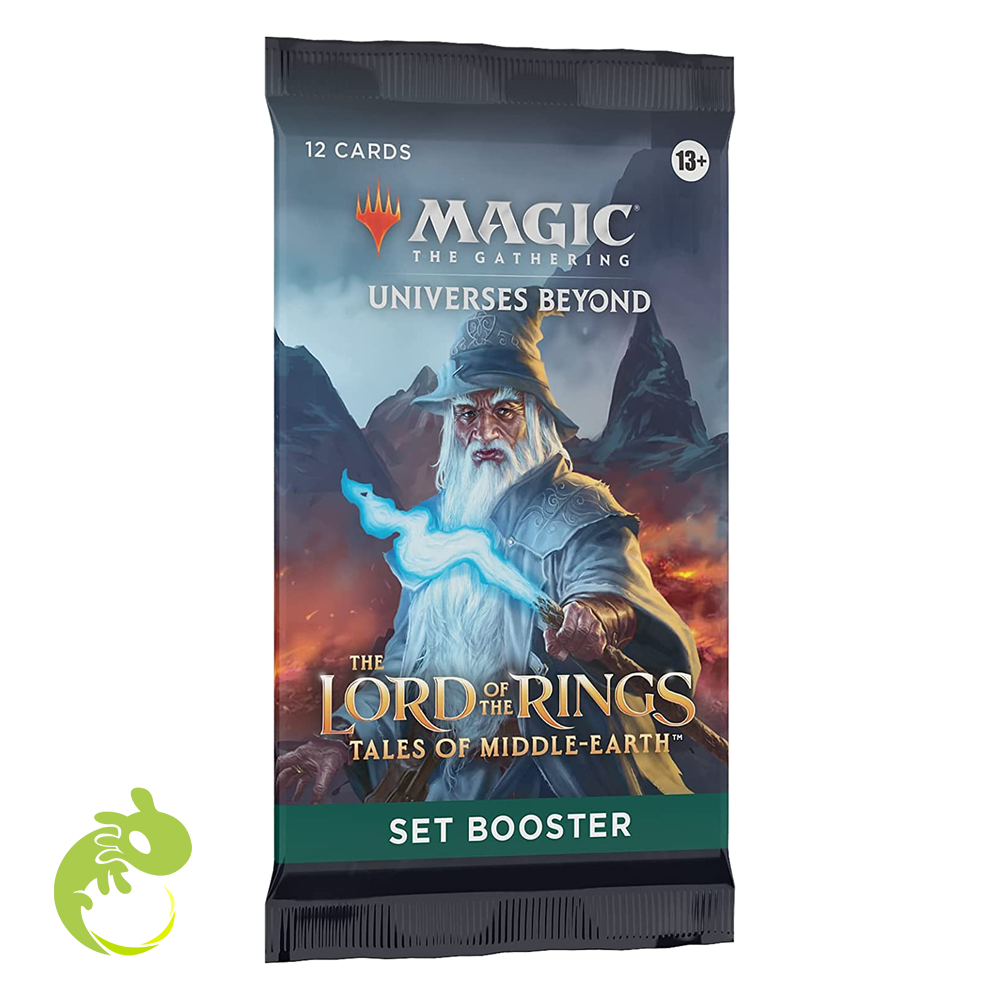 12 CARDS
13+
MAGIC®
THE GATHERING
UNIVERSES BEYOND
THE
LORD OF THE RINGS
TALES OF MIDDLE-EARTH™
SET BOOSTER